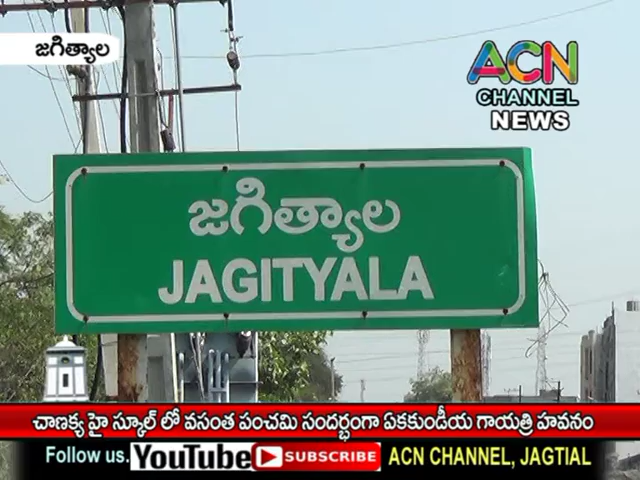 జగిత్యాల
ACN
CHANNEL
NEWS
జగిత్యాల
JAGITYALA
చాణక్య హై స్కూల్ లో వసంత పంచమి సందర్భంగా ఏకకుండీయ గాయత్రి హవనం
Follow us. YouTube SUBSCRIBE ACN CHANNEL, JAGTIAL